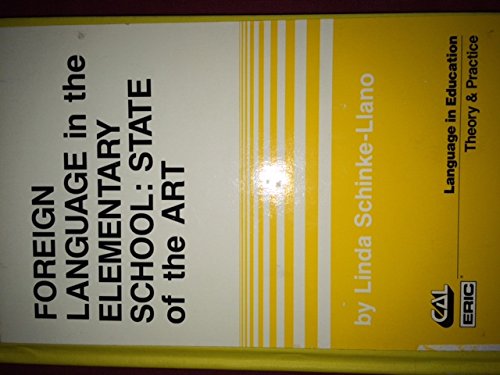 FOREIGN
LANGUAGE in the
ELEMENTARY
SCHOOL: STATE
of the ART
by Linda Schinke-Llano
CAL
ERIC
Language in Education
Theory & Practice